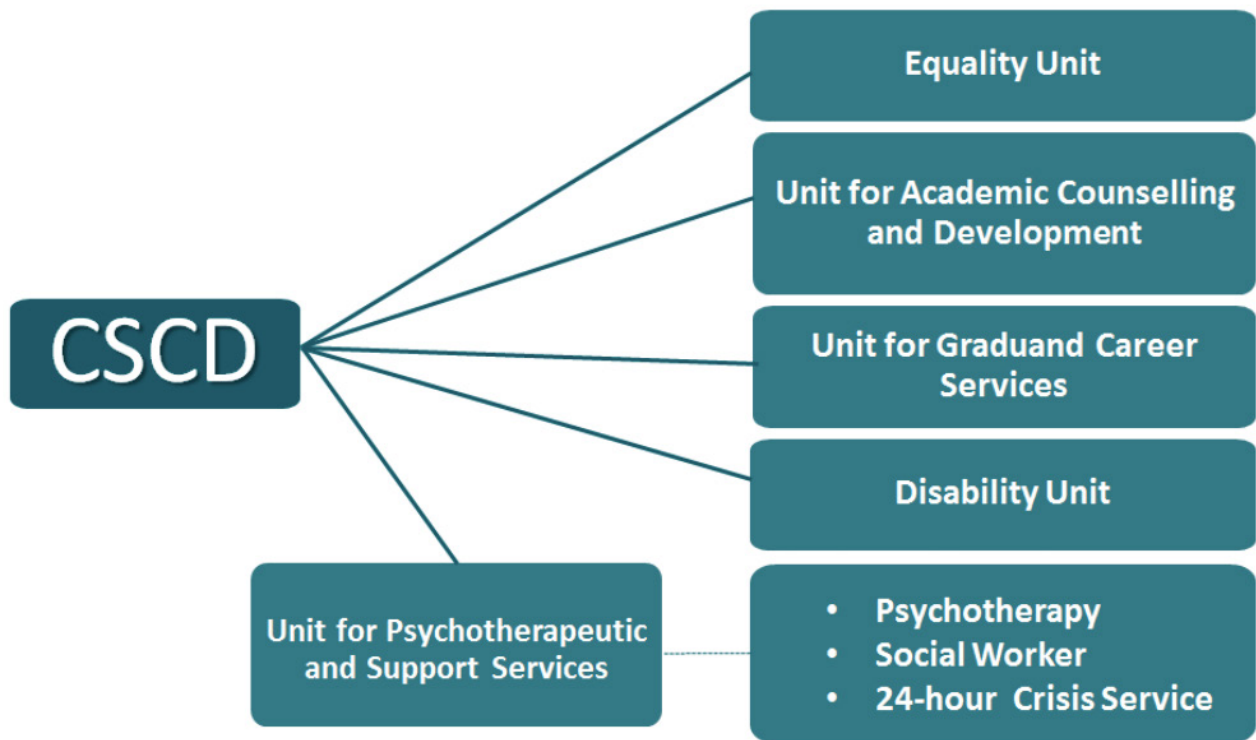 Equality Unit
Unit for Academic Counselling
and Development
CSCD
Unit for Graduand Career
Services
Disability Unit
Unit for Psychotherapeutic
and Support Services
• Psychotherapy
• Social Worker
• 24-hour Crisis Service